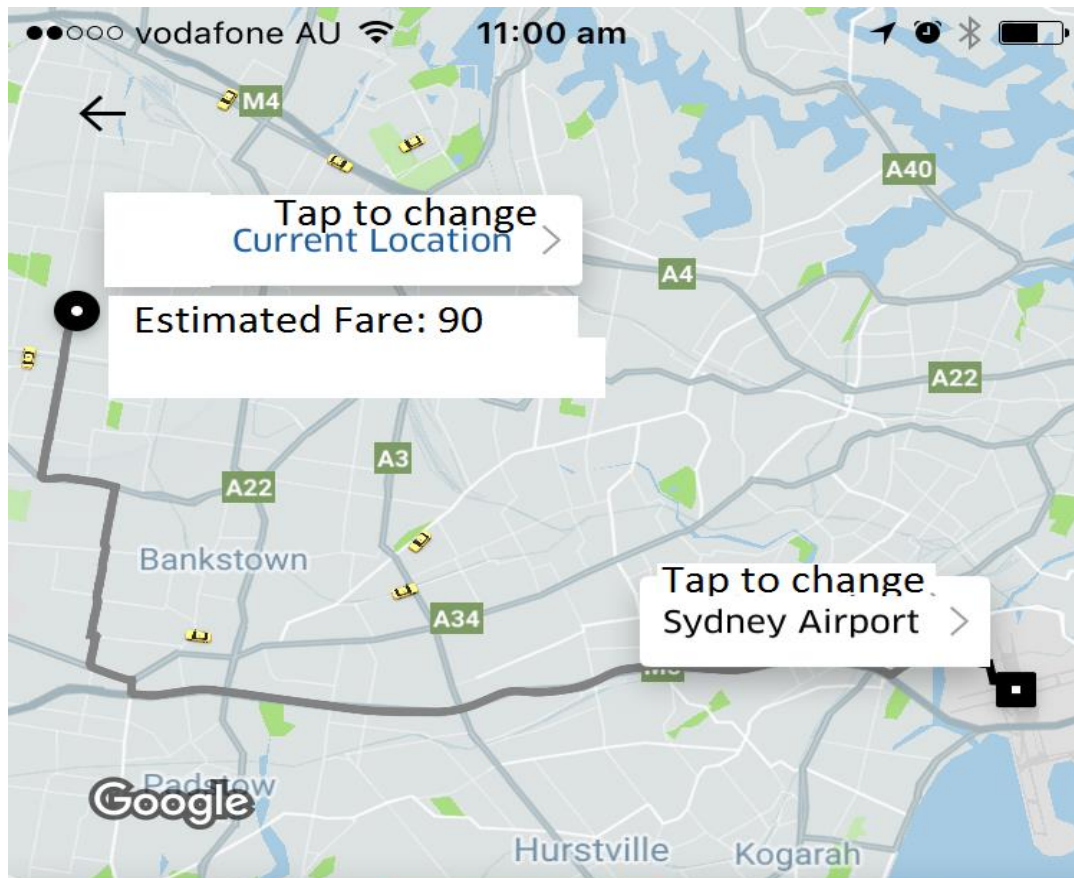 vodafone AU 11:00 am
M4
A40
Tap to change
Current Location
A4
Estimated Fare: 90
A22
A3
A22
Bankstown
Tap to change
A34
Sydney Airport
Padstow
Google
Hurstville
Kogarah